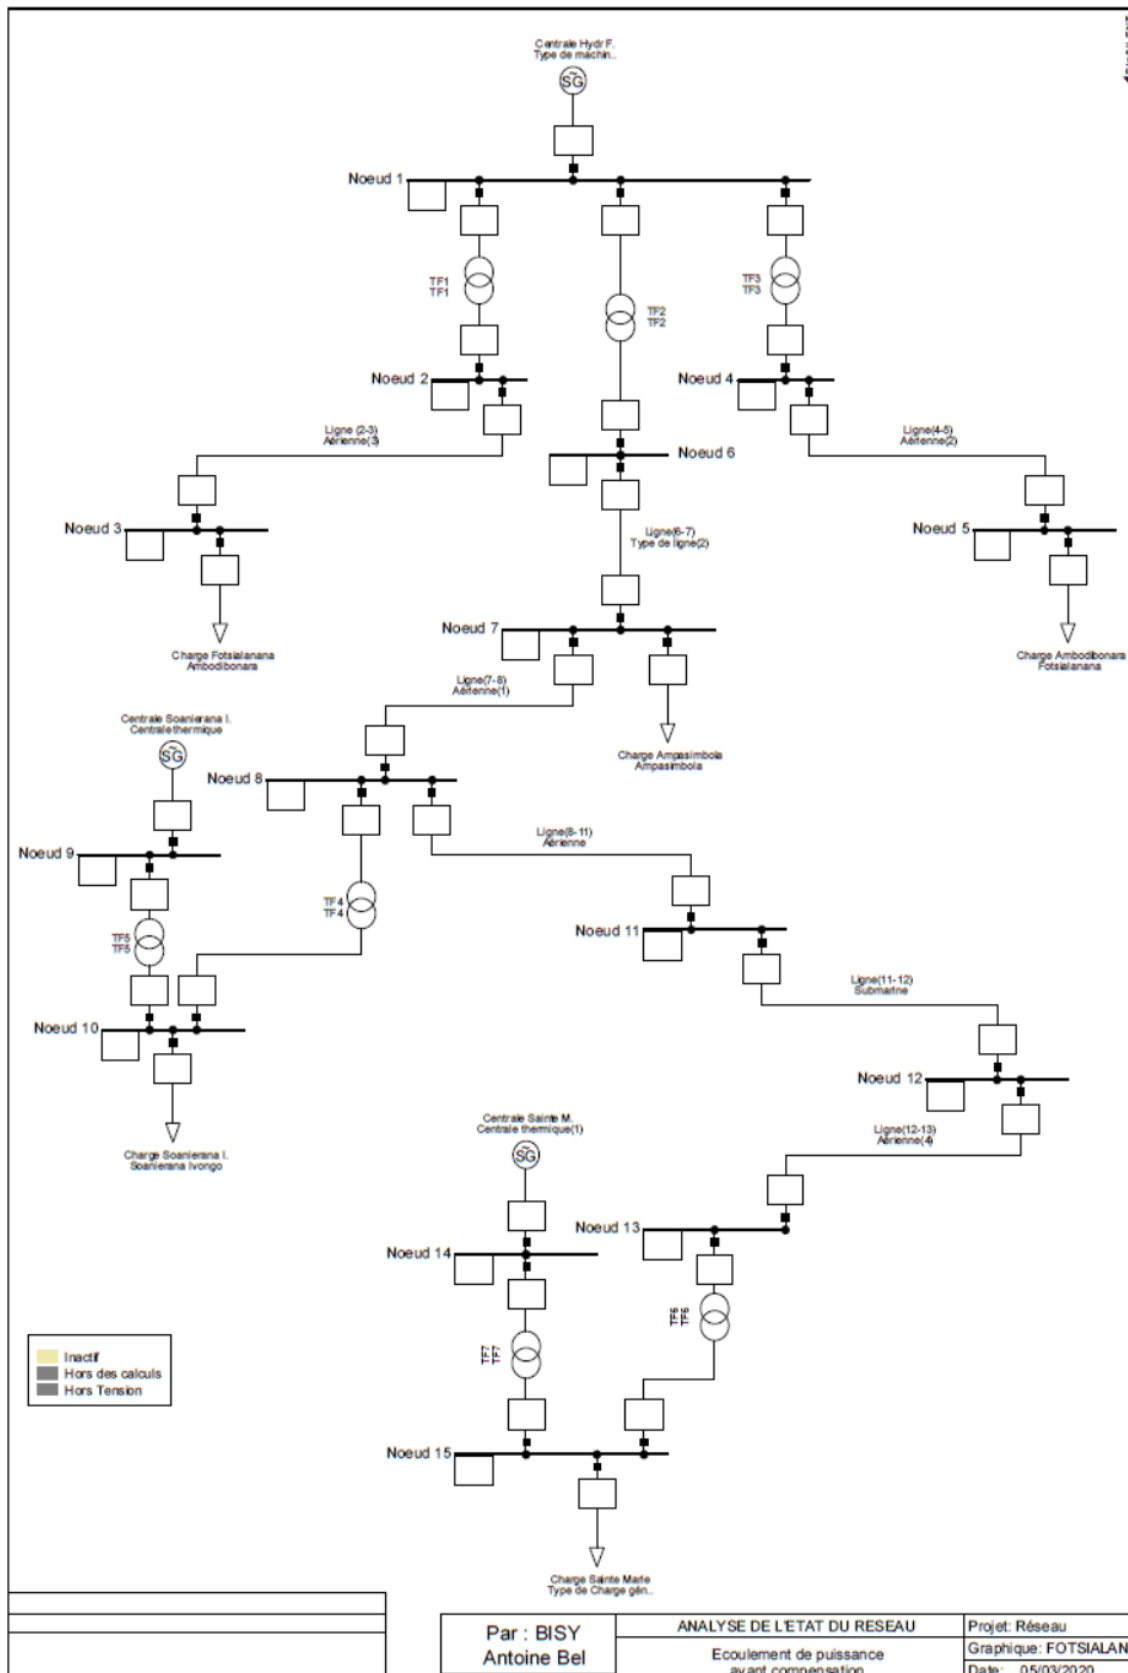 Centrale Hydr F.
Type de machin..
SG
Noeud 1
TF1
TF1
TF2
TF2
TF3
TF3
Noeud 2
Noeud 4
Ligne (2-3)
Aérienne(3)
Noeud 6
Ligne(4-5)
Aérienne(2)
Noeud 3
Ligne(6-7)
Type de ligne(2)
Noeud 5
Noeud 7
Charge Fotsialanana
Ambodibonara
Charge Ambodibonara
Fotsialanana
Ligne(7-8)
Aérienne(1)
Centrale Soanierana I.
Centrale thermique
SG
Charge Ampasimbola
Ampasimbola
Noeud 8
Ligne(8-11)
Aérienne
Noeud 9
TF4
TF4
TF5
TF5
Noeud 11
Ligne(11-12)
Submarine
Noeud 10
Noeud 12
Centrale Sainte M.
Centrale thermique(1)
SG
Ligne(12-13)
Aérienne(4)
Charge Soanierana I.
Soanierana Ivongo
Noeud 13
Noeud 14
TF6
TF6
TF7
TF7
Inactif
Hors des calculs
Hors Tension
Noeud 15
Charge Sainte Marie
Type de Charge gén..
Par : BISY
Antoine Bel
ANALYSE DE L'ETAT DU RESEAU
Ecoulement de puissance
avant compensation
Projet: Réseau
Graphique: FOTSIALAN
Date: 05/03/2020